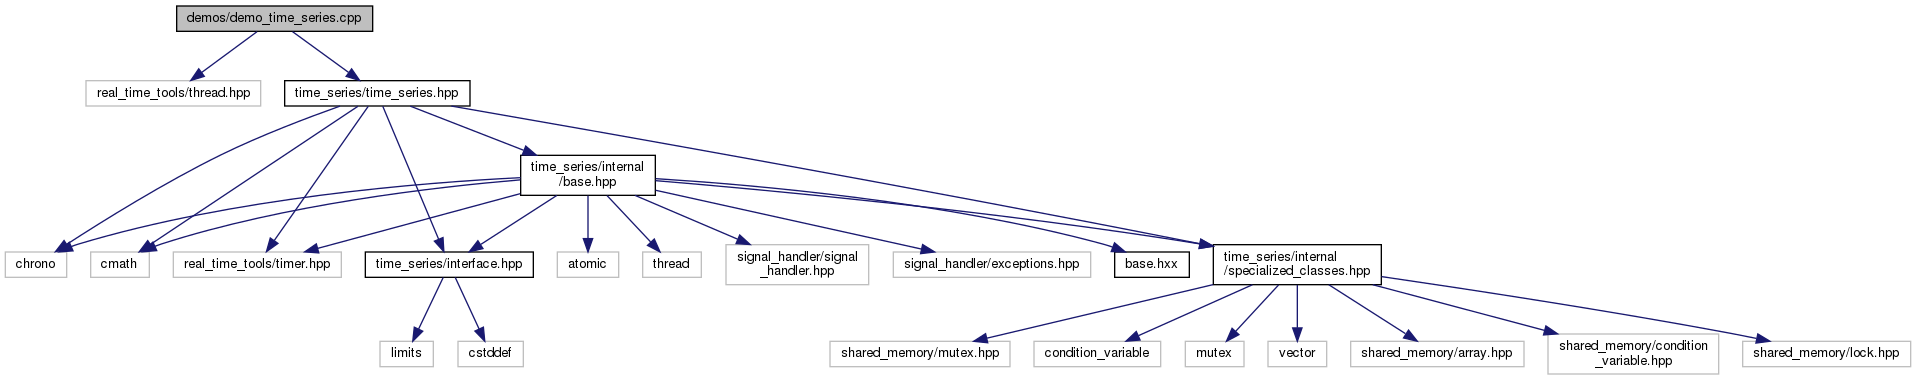 demos/demo_time_series.cpp
real_time_tools/thread.hpp
time_series/time_series.hpp
time_series/internal
/base.hpp
chrono
cmath
real_time_tools/timer.hpp
time_series/interface.hpp
atomic
thread
signal_handler/signal
_handler.hpp
signal_handler/exceptions.hpp
base.hxx
time_series/internal
/specialized_classes.hpp
limits
cstddef
shared_memory/mutex.hpp
condition_variable
mutex
vector
shared_memory/array.hpp
shared_memory/condition
_variable.hpp
shared_memory/lock.hpp